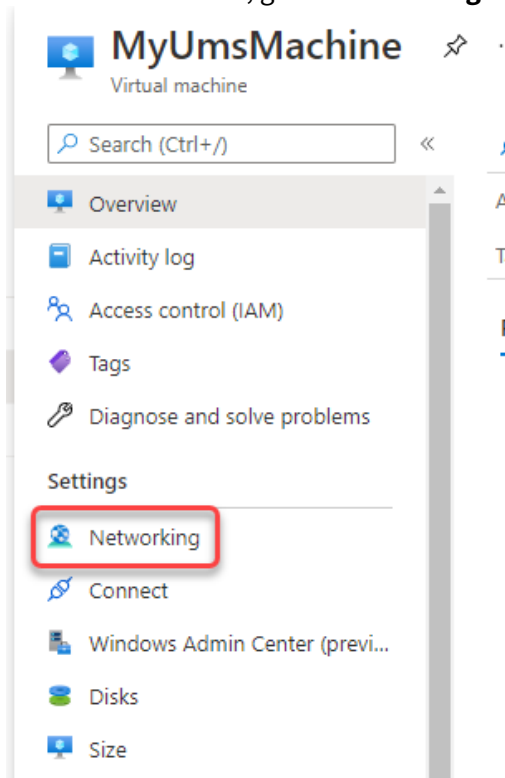 MyUmsMachine
Virtual machine
Search (Ctrl+/)
Overview
Activity log
Access control (IAM)
Tags
Diagnose and solve problems
Settings
Networking
Connect
Windows Admin Center (previ...
Disks
Size